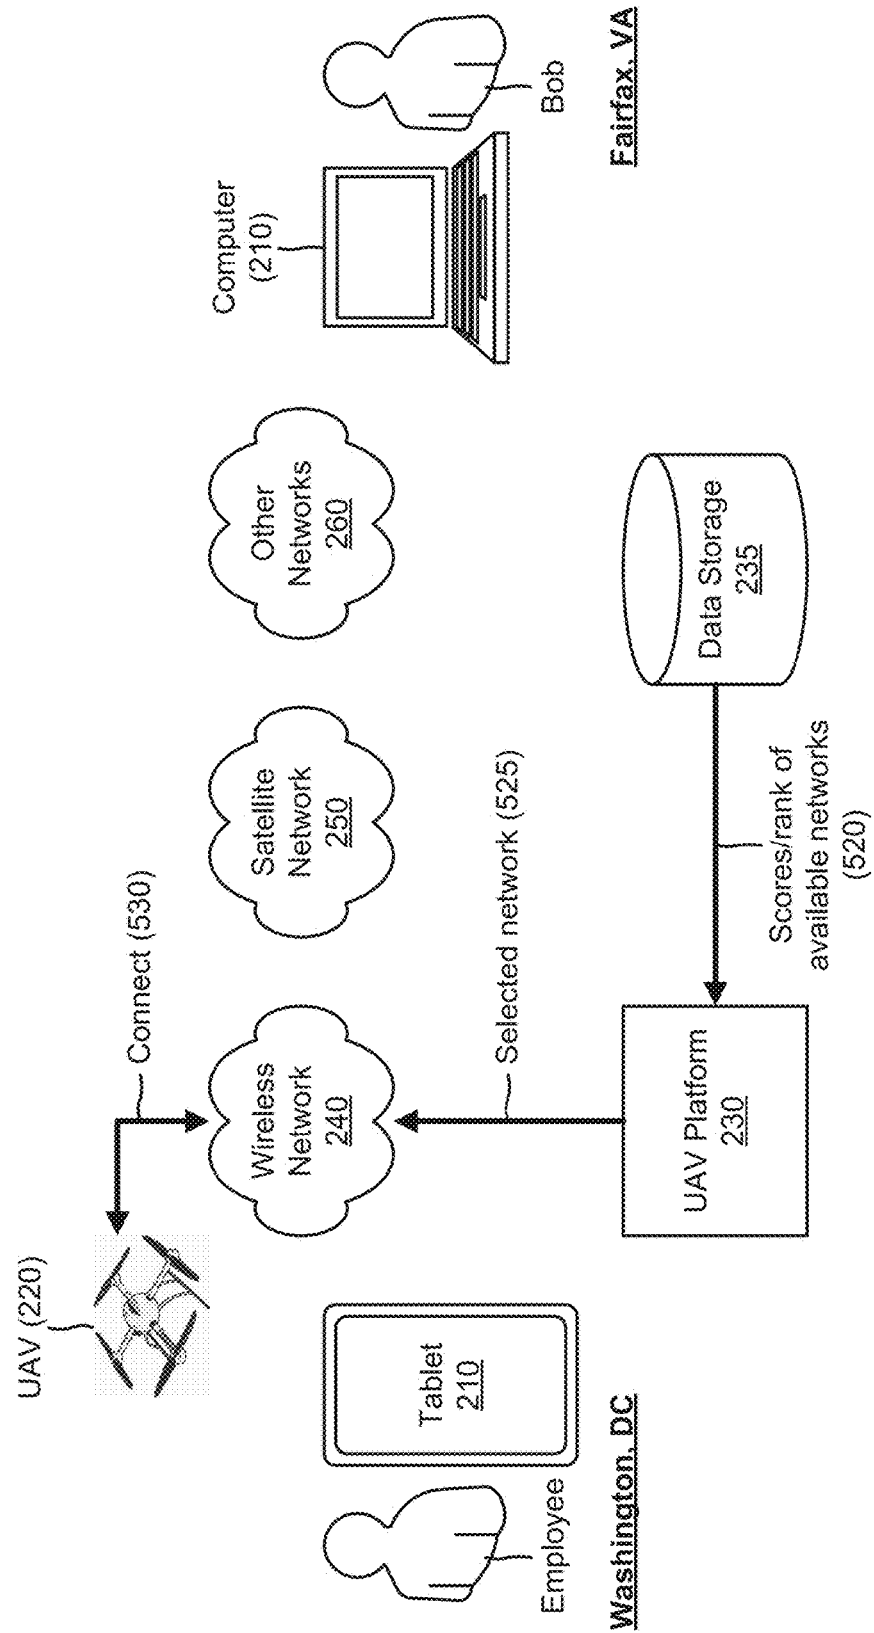 UAV (220)
Connect (530)
Computer
(210)
Wireless
Network
240
Satellite
Network
250
Other
Networks
260
Employee
Tablet
210
Selected network (525)
Bob
Washington, DC
Fairfax, VA
UAV Platform
230
Scores/rank of
available networks
(520)
Data Storage
235